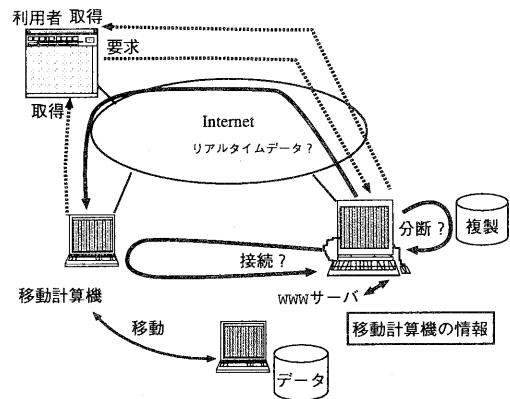 利用者 取得
要求
取得
Internet
リアルタイムデータ？
分断？
複製
接続？
WWWサーバ
移動計算機
移動計算機の情報
移動
データ